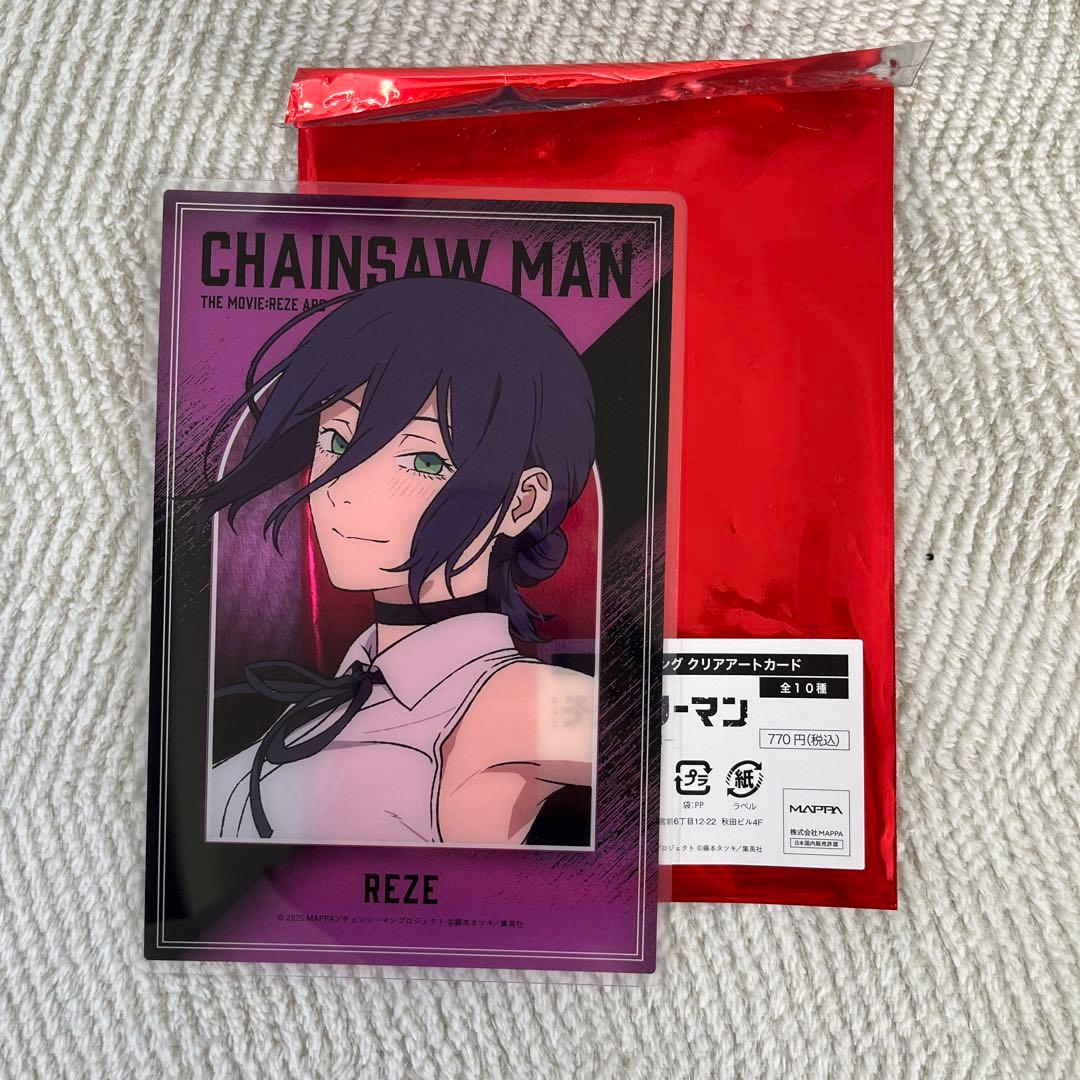 CHAINSAW MAN
THE MOVIE:REZE ARC
REZE
© 2025 MAPPA／チェンソーマンプロジェクト ©藤本タツキ／集英社
ング クリアアートカード
全10種
ーマン
770円(税込)
プラ
紙
袋:PP
ラベル
宮前6丁目12-22 秋田ビル4F
MAPPA
株式会社MAPPA
日本国内販売許諾
プロジェクト ©藤本タツキ/集英社